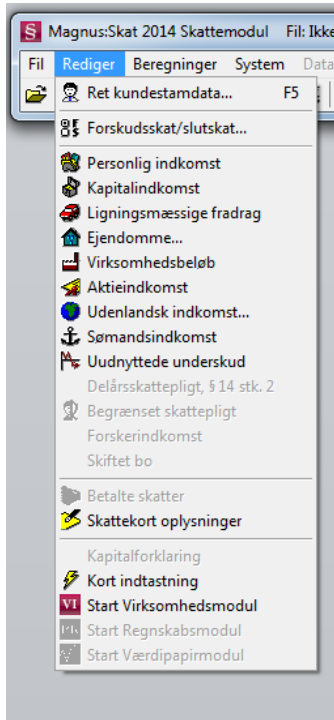 Magnus:Skat 2014 Skattemodul Fil: Ikke
Fil Rediger Beregninger System Data
Ret kundestamdata... F5
Forskudsskat/slutskat...
Personlig indkomst
Kapitalindkomst
Ligningsmæssige fradrag
Ejendomme...
Virksomhedsbeløb
Aktieindkomst
Udenlandsk indkomst...
Sømandsindkomst
Uudnyttede underskud
Delårsskattepligt, §14 stk. 2
Begrænset skattepligt
Forskerindkomst
Skiftet bo
Betalte skatter
Skattekort oplysninger
Kapitalforklaring
Kort indtastning
VI Start Virksomhedsmodul
Start Regnskabsmodul
Start Værdipapirmodul